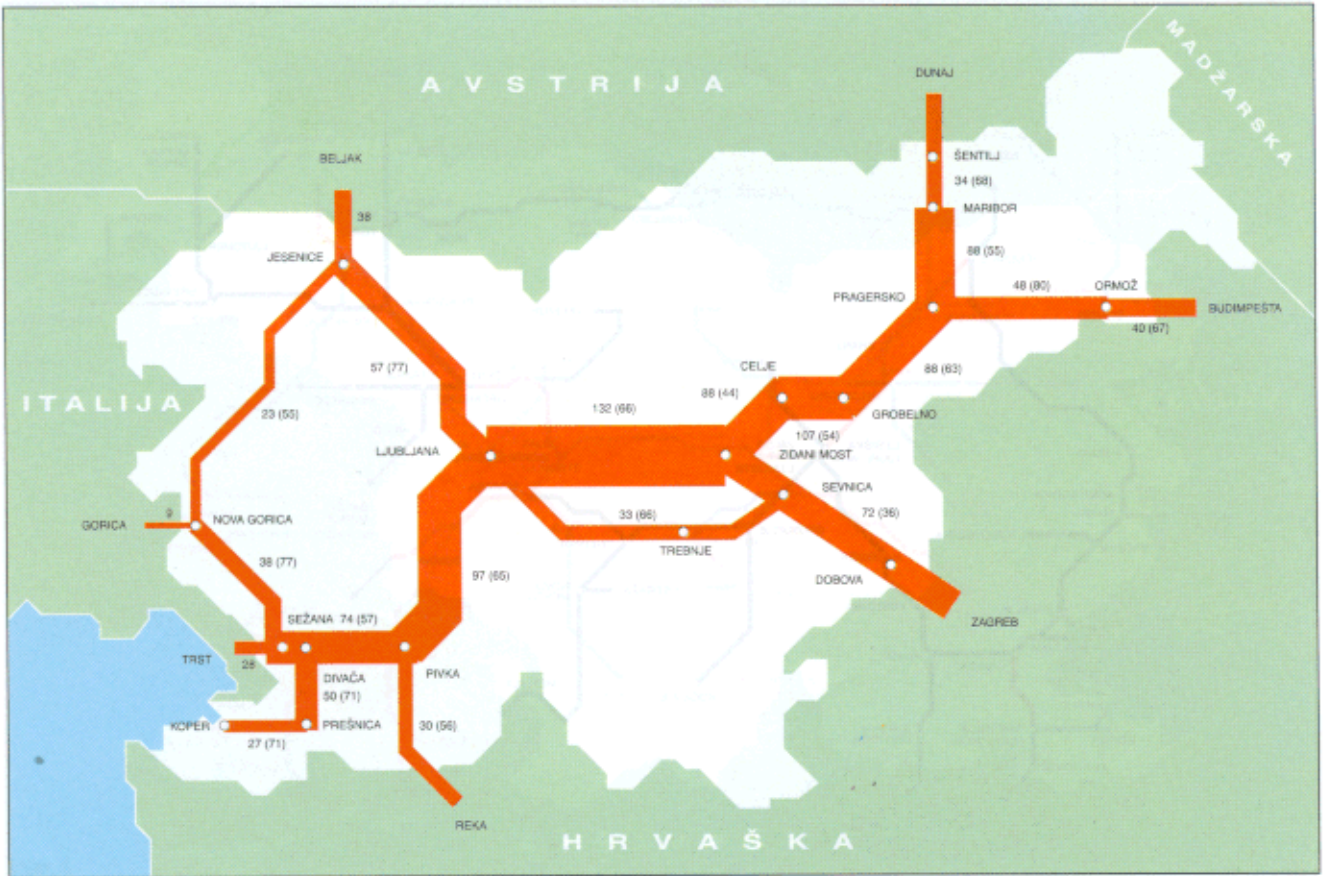 MADŽARSKA
AVSTRIJA
DUNAJ
BELJAK
ŠENTILJ
34 (68)
MARIBOR
38
JESENICE
88 (55)
PRAGERSKO
48 (80)
ORMOŽ
BUDIMPEŠTA
40 (67)
57 (77)
CELJE
88 (44)
88 (63)
ITALIJA
23 (55)
132 (66)
GROBELNO
107 (54)
LJUBLJANA
ZIDANI MOST
SEVNICA
72 (36)
33 (66)
TREBNJE
GORICA
9
NOVA GORICA
38 (77)
97 (65)
DOBOVA
ZAGREB
SEŽANA 74 (57)
TRST
28
DIVAČA
50 (71)
PIVKA
KOPER
PREŠNICA
30 (56)
27 (71)
REKA
HRVAŠKA